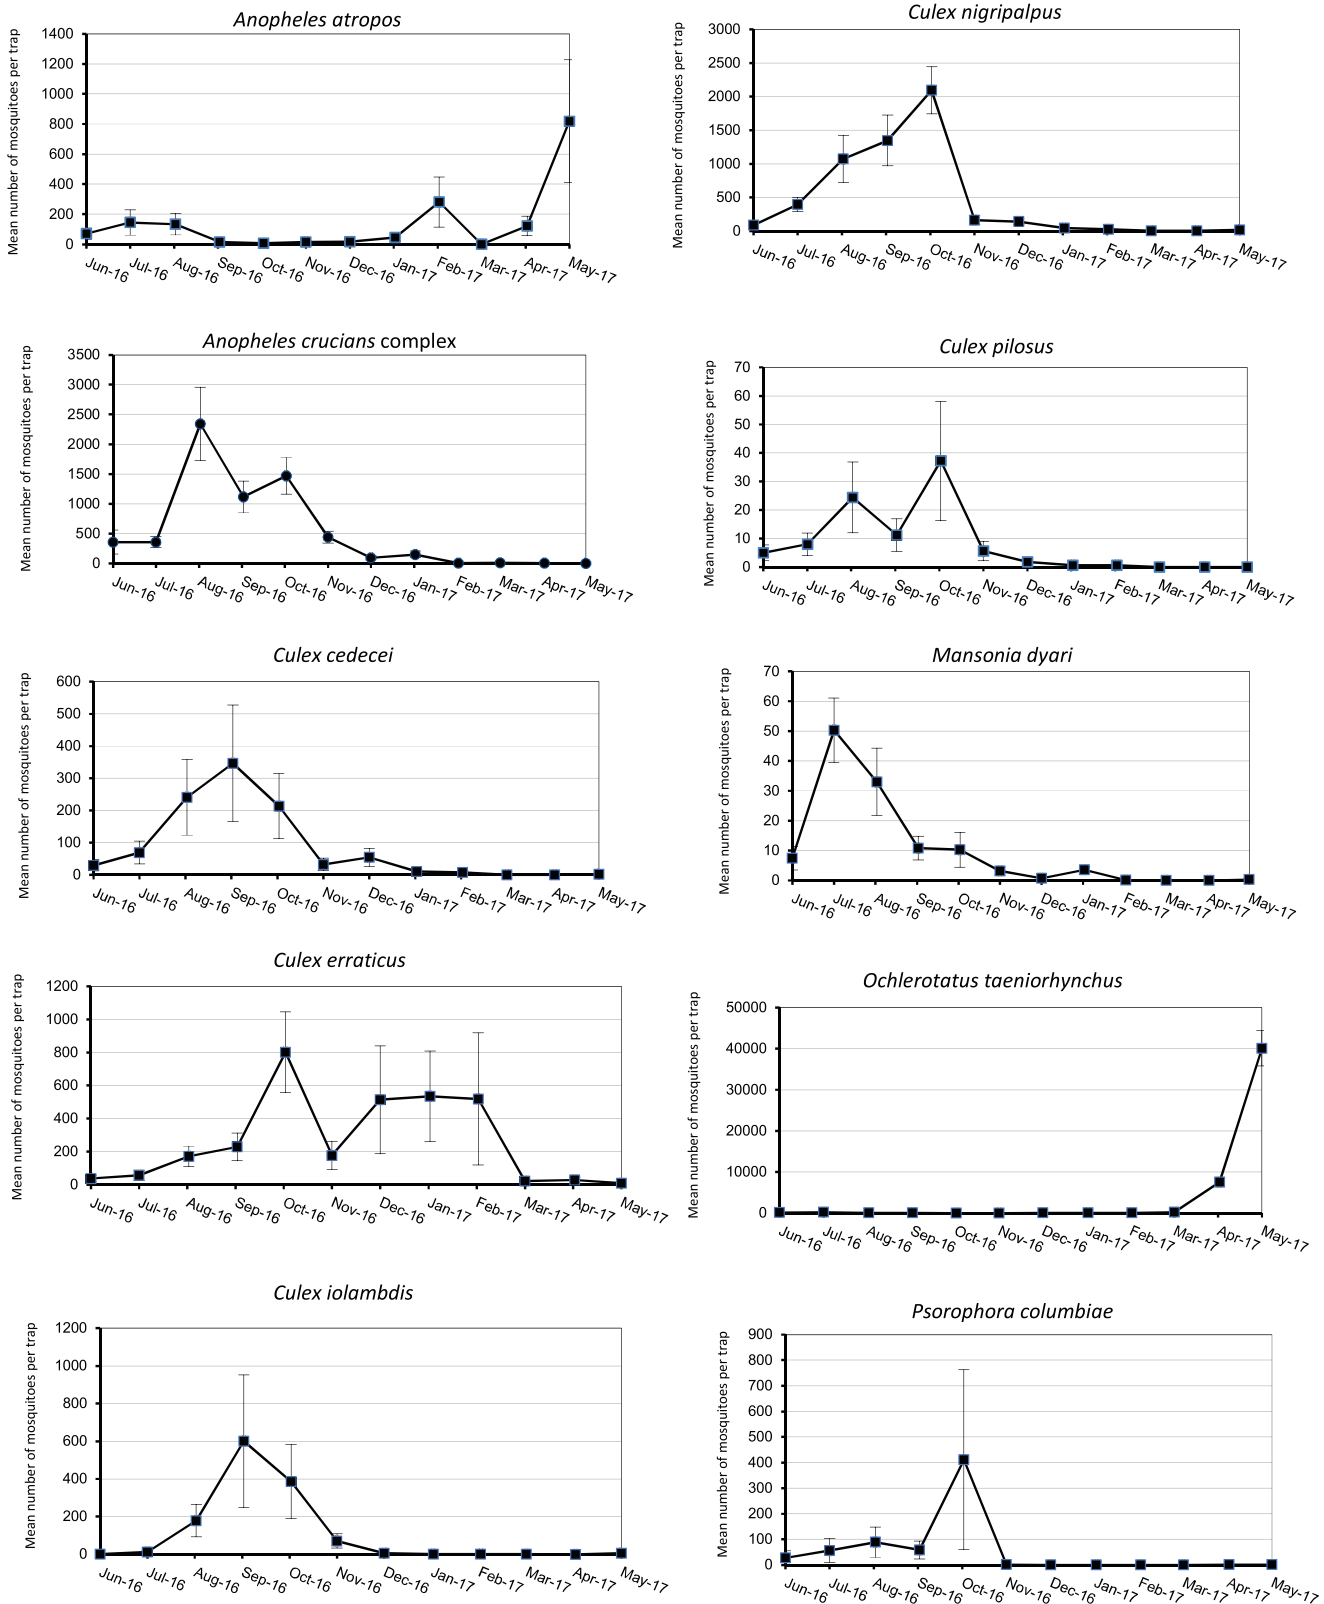 Anopheles atropos
Mean number of mosquitoes per trap
1400
1200
1000
800
600
400
200
0
Jun-16 Jul-16 Aug-16 Sep-16 Oct-16 Nov-16 Dec-16 Jan-17 Feb-17 Mar-17 Apr-17 May-17
Culex nigripalpus
Mean number of mosquitoes per trap
3000
2500
2000
1500
1000
500
0
Jun-16 Jul-16 Aug-16 Sep-16 Oct-16 Nov-16 Dec-16 Jan-17 Feb-17 Mar-17 Apr-17 May-17
Anopheles crucians complex
Mean number of mosquitoes per trap
3500
3000
2500
2000
1500
1000
500
0
Jun-16 Jul-16 Aug-16 Sep-16 Oct-16 Nov-16 Dec-16 Jan-17 Feb-17 Mar-17 Apr-17 May-17
Culex pilosus
Mean number of mosquitoes per trap
70
60
50
40
30
20
10
0
Jun-16 Jul-16 Aug-16 Sep-16 Oct-16 Nov-16 Dec-16 Jan-17 Feb-17 Mar-17 Apr-17 May-17
Culex cedecei
Mean number of mosquitoes per trap
600
500
400
300
200
100
0
Jun-16 Jul-16 Aug-16 Sep-16 Oct-16 Nov-16 Dec-16 Jan-17 Feb-17 Mar-17 Apr-17 May-17
Mansonia dyari
Mean number of mosquitoes per trap
70
60
50
40
30
20
10
0
Jun-16 Jul-16 Aug-16 Sep-16 Oct-16 Nov-16 Dec-16 Jan-17 Feb-17 Mar-17 Apr-17 May-17
Culex erraticus
Mean number of mosquitoes per trap
1200
1000
800
600
400
200
0
Jun-16 Jul-16 Aug-16 Sep-16 Oct-16 Nov-16 Dec-16 Jan-17 Feb-17 Mar-17 Apr-17 May-17
Ochlerotatus taeniorhynchus
Mean number of mosquitoes per trap
50000
40000
30000
20000
10000
0
Jun-16 Jul-16 Aug-16 Sep-16 Oct-16 Nov-16 Dec-16 Jan-17 Feb-17 Mar-17 Apr-17 May-17
Culex iolambdis
Mean number of mosquitoes per trap
1200
1000
800
600
400
200
0
Jun-16 Jul-16 Aug-16 Sep-16 Oct-16 Nov-16 Dec-16 Jan-17 Feb-17 Mar-17 Apr-17 May-17
Psorophora columbiae
Mean number of mosquitoes per trap
900
800
700
600
500
400
300
200
100
0
Jun-16 Jul-16 Aug-16 Sep-16 Oct-16 Nov-16 Dec-16 Jan-17 Feb-17 Mar-17 Apr-17 May-17